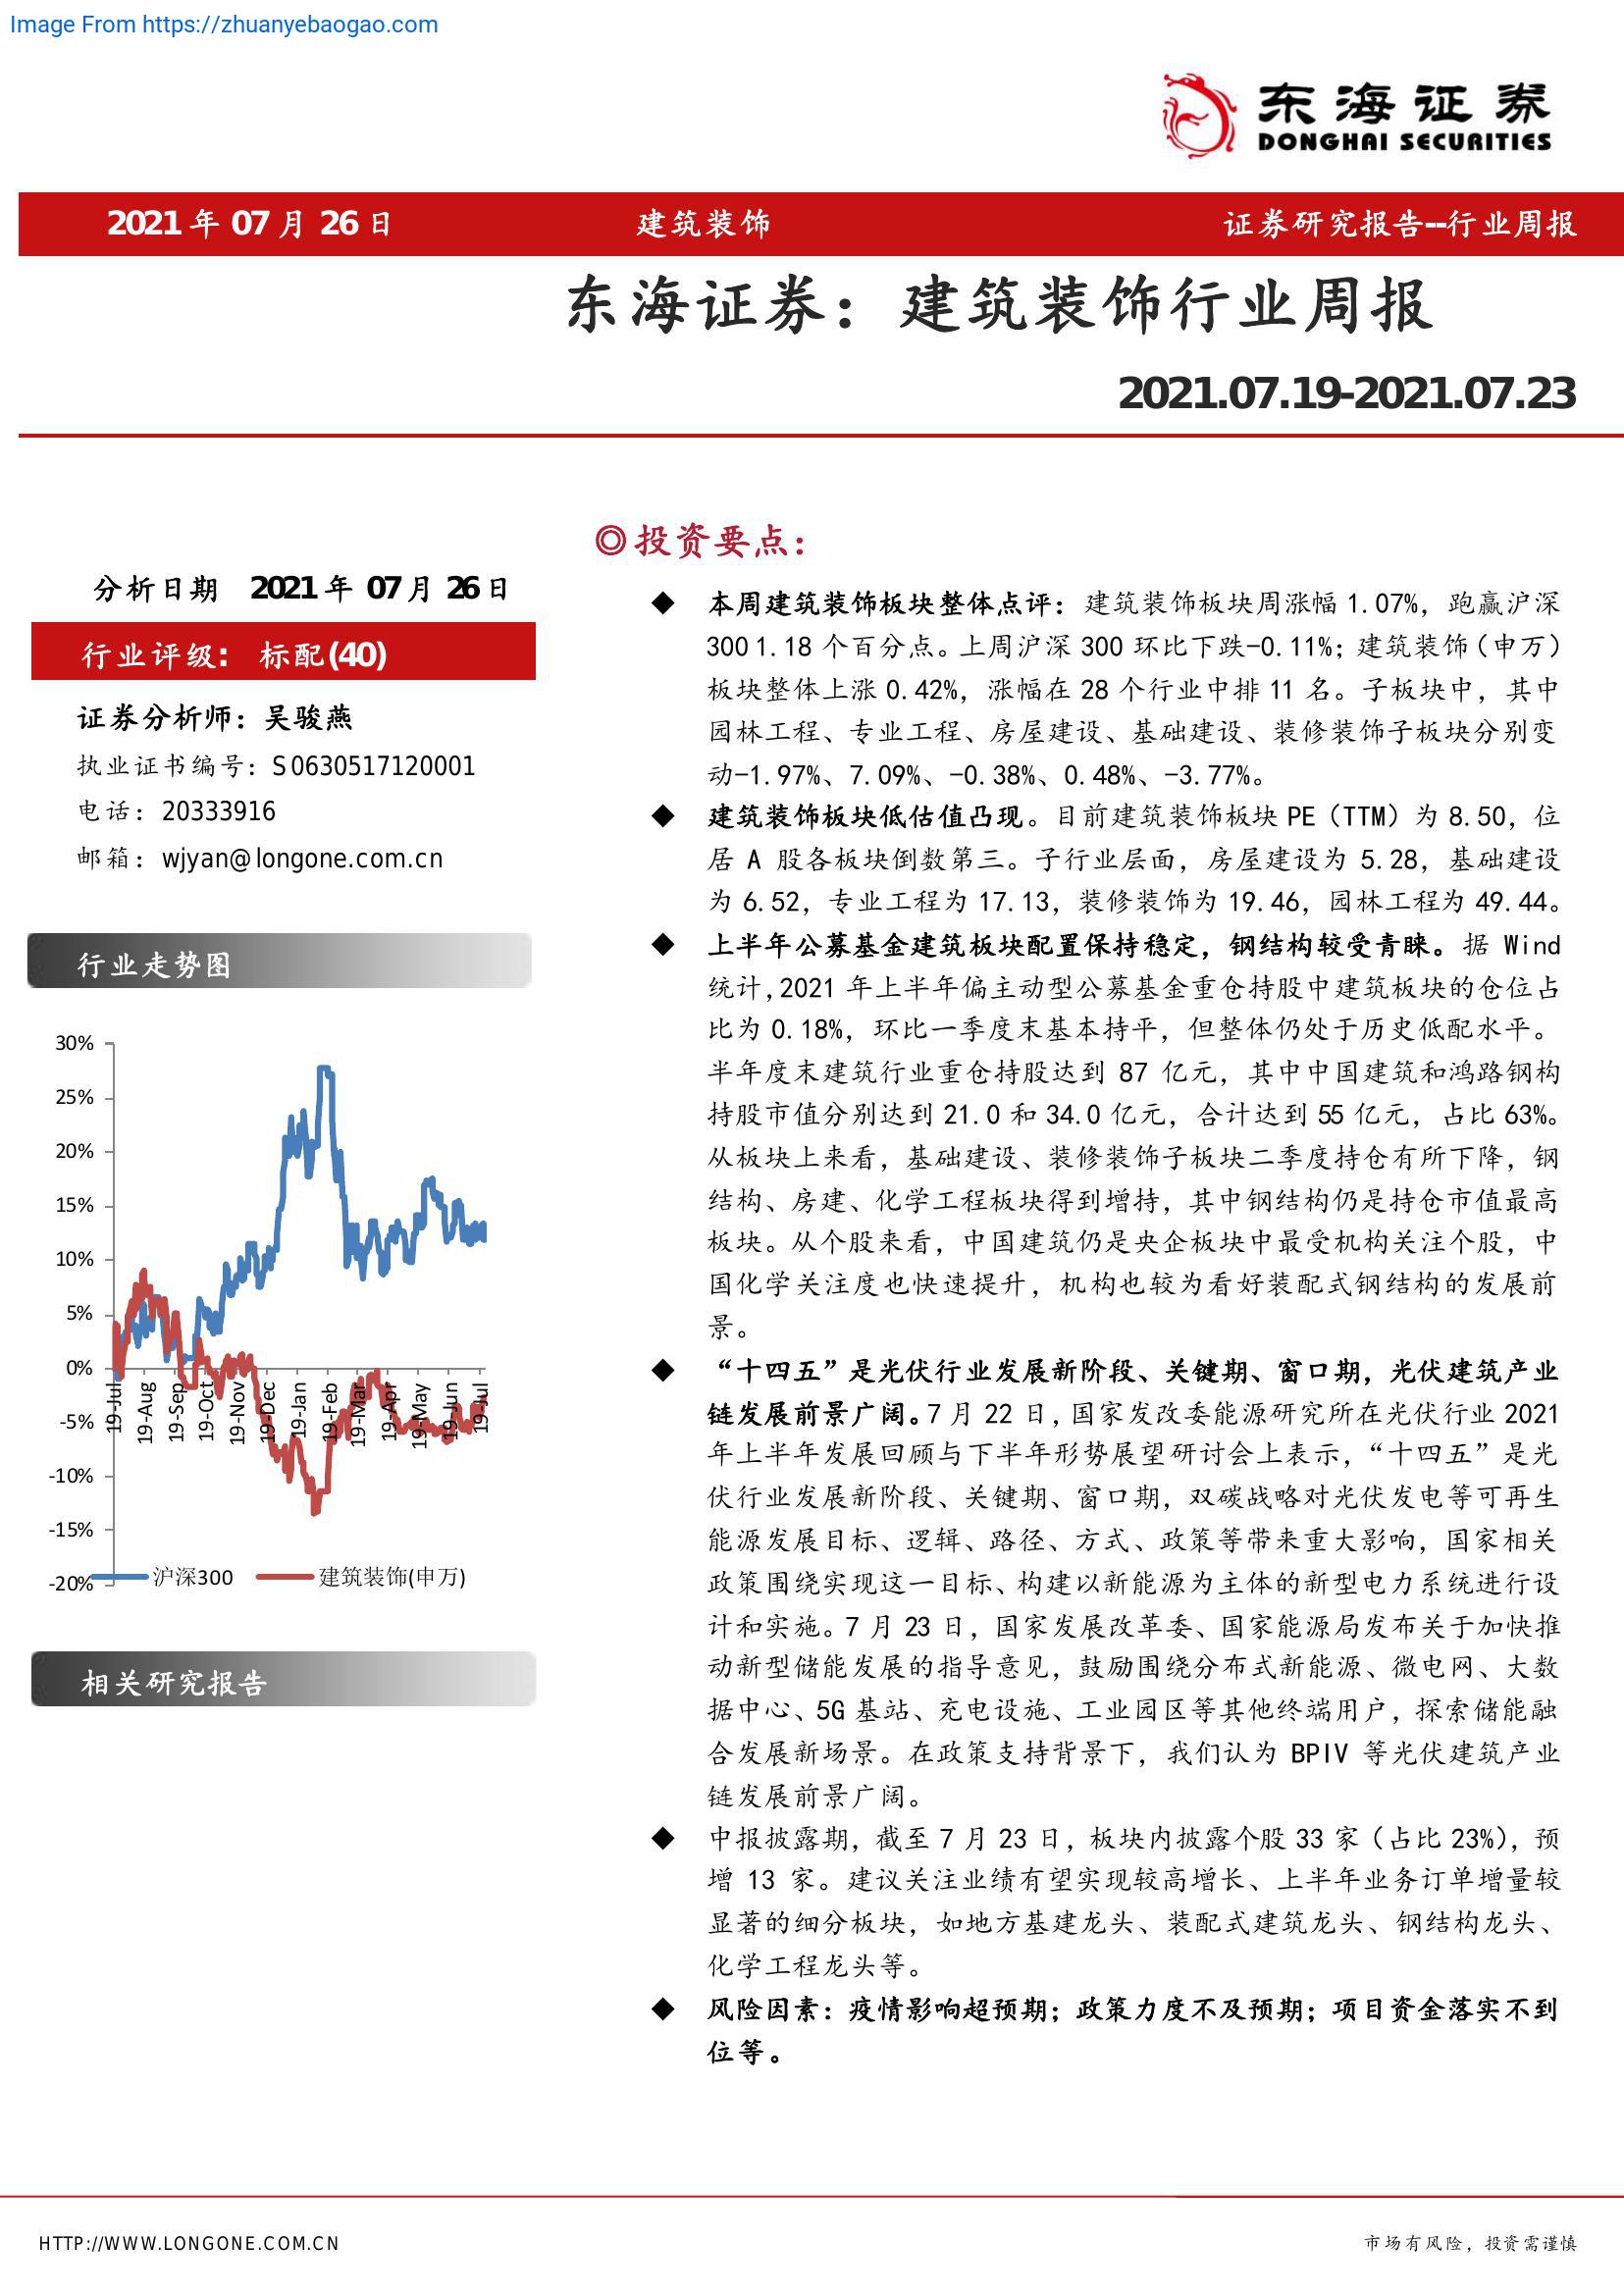 Image From https://zhuanyebaogao.com
东海证券
DONGHAI SECURITIES
2021 年 07 月 26 日
建筑装饰
证券研究报告--行业周报
东海证券：建筑装饰行业周报
2021.07.19-2021.07.23
分析日期 2021 年 07 月 26 日
行业评级： 标配(40)
证券分析师：吴骏燕
执业证书编号：S0630517120001
电话：20333916
邮箱：wjyan@longone.com.cn
行业走势图
30%
25%
20%
15%
10%
5%
0%
-5%
-10%
-15%
-20%
19-Jul
19-Aug
19-Sep
19-Oct
19-Nov
19-Dec
19-Jan
19-Feb
19-Mar
19-Apr
19-May
19-Jun
19-Jul
沪深300
建筑装饰(申万)
相关研究报告
◎投资要点：
◆ 本周建筑装饰板块整体点评：建筑装饰板块周涨幅 1.07%，跑赢沪深
300 1.18 个百分点。上周沪深 300 环比下跌-0.11%；建筑装饰（申万）
板块整体上涨 0.42%，涨幅在 28 个行业中排 11 名。子板块中，其中
园林工程、专业工程、房屋建设、基础建设、装修装饰子板块分别变
动-1.97%、7.09%、-0.38%、0.48%、-3.77%。
◆ 建筑装饰板块低估值凸现。目前建筑装饰板块 PE（TTM）为 8.50，位
居 A 股各板块倒数第三。子行业层面，房屋建设为 5.28，基础建设
为 6.52，专业工程为 17.13，装修装饰为 19.46，园林工程为 49.44。
◆ 上半年公募基金建筑板块配置保持稳定，钢结构较受青睐。据 Wind
统计,2021 年上半年偏主动型公募基金重仓持股中建筑板块的仓位占
比为 0.18%，环比一季度末基本持平，但整体仍处于历史低配水平。
半年度末建筑行业重仓持股达到 87 亿元，其中中国建筑和鸿路钢构
持股市值分别达到 21.0 和 34.0 亿元，合计达到 55 亿元，占比 63%。
从板块上来看，基础建设、装修装饰子板块二季度持仓有所下降，钢
结构、房建、化学工程板块得到增持，其中钢结构仍是持仓市值最高
板块。从个股来看，中国建筑仍是央企板块中最受机构关注个股，中
国化学关注度也快速提升，机构也较为看好装配式钢结构的发展前
景。
◆ “十四五”是光伏行业发展新阶段、关键期、窗口期，光伏建筑产业
链发展前景广阔。7 月 22 日，国家发改委能源研究所在光伏行业 2021
年上半年发展回顾与下半年形势展望研讨会上表示，“十四五”是光
伏行业发展新阶段、关键期、窗口期，双碳战略对光伏发电等可再生
能源发展目标、逻辑、路径、方式、政策等带来重大影响，国家相关
政策围绕实现这一目标、构建以新能源为主体的新型电力系统进行设
计和实施。7 月 23 日，国家发展改革委、国家能源局发布关于加快推
动新型储能发展的指导意见，鼓励围绕分布式新能源、微电网、大数
据中心、5G 基站、充电设施、工业园区等其他终端用户，探索储能融
合发展新场景。在政策支持背景下，我们认为 BPIV 等光伏建筑产业
链发展前景广阔。
◆ 中报披露期，截至 7 月 23 日，板块内披露个股 33 家（占比 23%），预
增 13 家。建议关注业绩有望实现较高增长、上半年业务订单增量较
显著的细分板块，如地方基建龙头、装配式建筑龙头、钢结构龙头、
化学工程龙头等。
◆ 风险因素：疫情影响超预期；政策力度不及预期；项目资金落实不到
位等。
HTTP://WWW.LONGONE.COM.CN
市场有风险，投资需谨慎